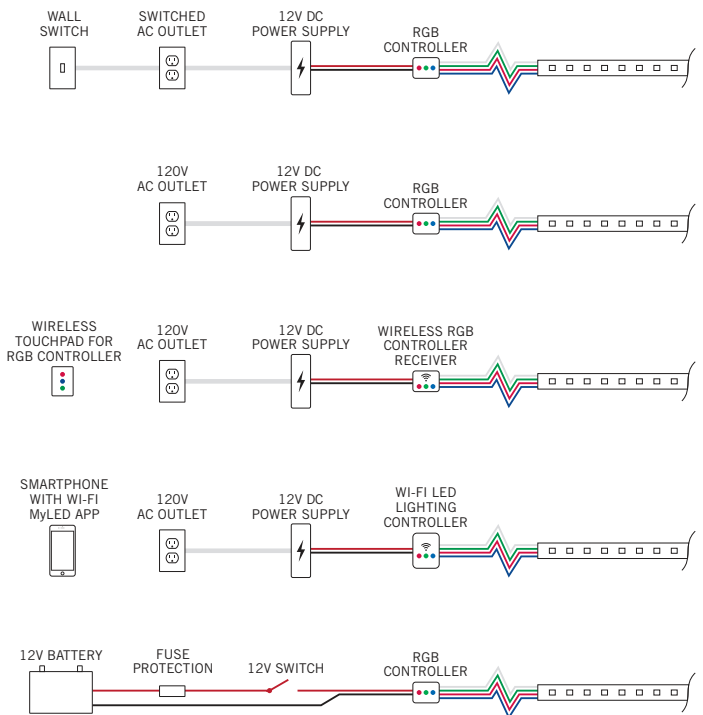 WALL
SWITCH
SWITCHED
AC OUTLET
12V DC
POWER SUPPLY
RGB
CONTROLLER
120V
AC OUTLET
12V DC
POWER SUPPLY
RGB
CONTROLLER
WIRELESS
TOUCHPAD FOR
RGB CONTROLLER
120V
AC OUTLET
12V DC
POWER SUPPLY
WIRELESS RGB
CONTROLLER
RECEIVER
SMARTPHONE
WITH WI-FI
MyLED APP
120V
AC OUTLET
12V DC
POWER SUPPLY
WI-FI LED
LIGHTING
CONTROLLER
12V BATTERY
FUSE
PROTECTION
12V SWITCH
RGB
CONTROLLER